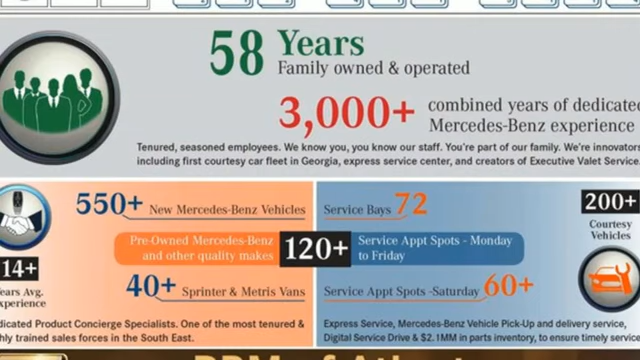 58 Years
Family owned & operated
3,000+ combined years of dedicated
Mercedes-Benz experience
Tenured, seasoned employees. We know you, you know our staff. You're part of our family. We're innovators
including first courtesy car fleet in Georgia, express service center, and creators of Executive Valet Service.
550+ New Mercedes-Benz Vehicles
Pre-Owned Mercedes-Benz
and other quality makes
120+
40+ Sprinter & Metris Vans
14+
Years Avg.
Experience
dicated Product Concierge Specialists. One of the most tenured &
hly trained sales forces in the South East.
Service Bays 72
Service Appt Spots - Monday
to Friday
Service Appt Spots -Saturday 60+
200+
Courtesy
Vehicles
Express Service, Mercedes-Benz Vehicle Pick-Up and delivery service,
Digital Service Drive & $2.1MM in parts inventory, to ensure timely service